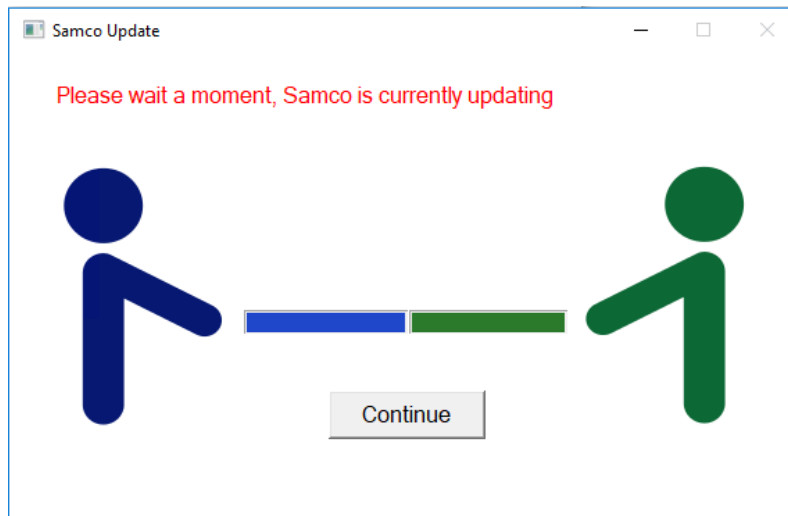 Samco Update
Please wait a moment, Samco is currently updating
Continue